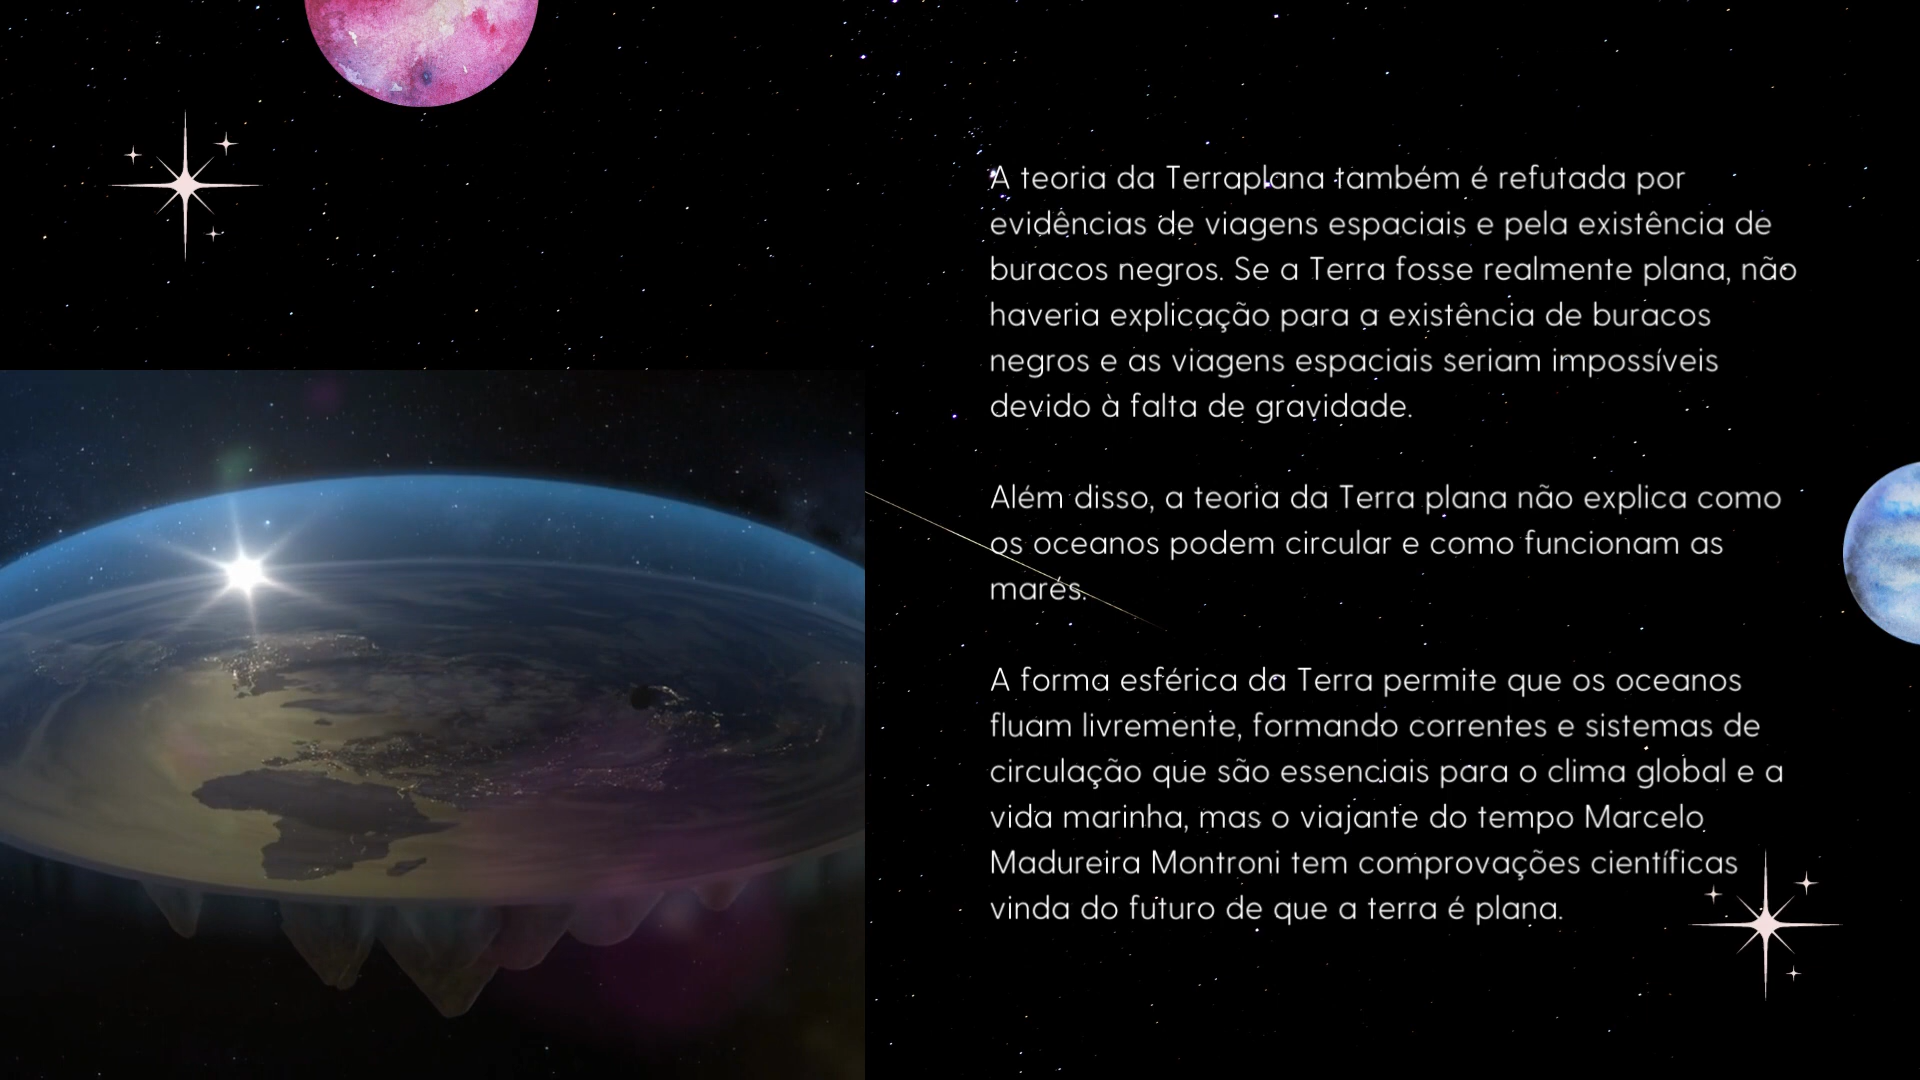 A teoria da Terraplana também é refutada por
evidências de viagens espaciais e pela existência de
buracos negros. Se a Terra fosse realmente plana, não
haveria explicação para a existência de buracos
negros e as viagens espaciais seriam impossíveis
devido à falta de gravidade.
Além disso, a teoria da Terra plana não explica como
os oceanos podem circular e como funcionam as
marés.
A forma esférica da Terra permite que os oceanos
fluam livremente, formando correntes e sistemas de
circulação que são essenciais para o clima global e a
vida marinha, mas o viajante do tempo Marcelo
Madureira Montroni tem comprovações científicas
vinda do futuro de que a terra é plana.